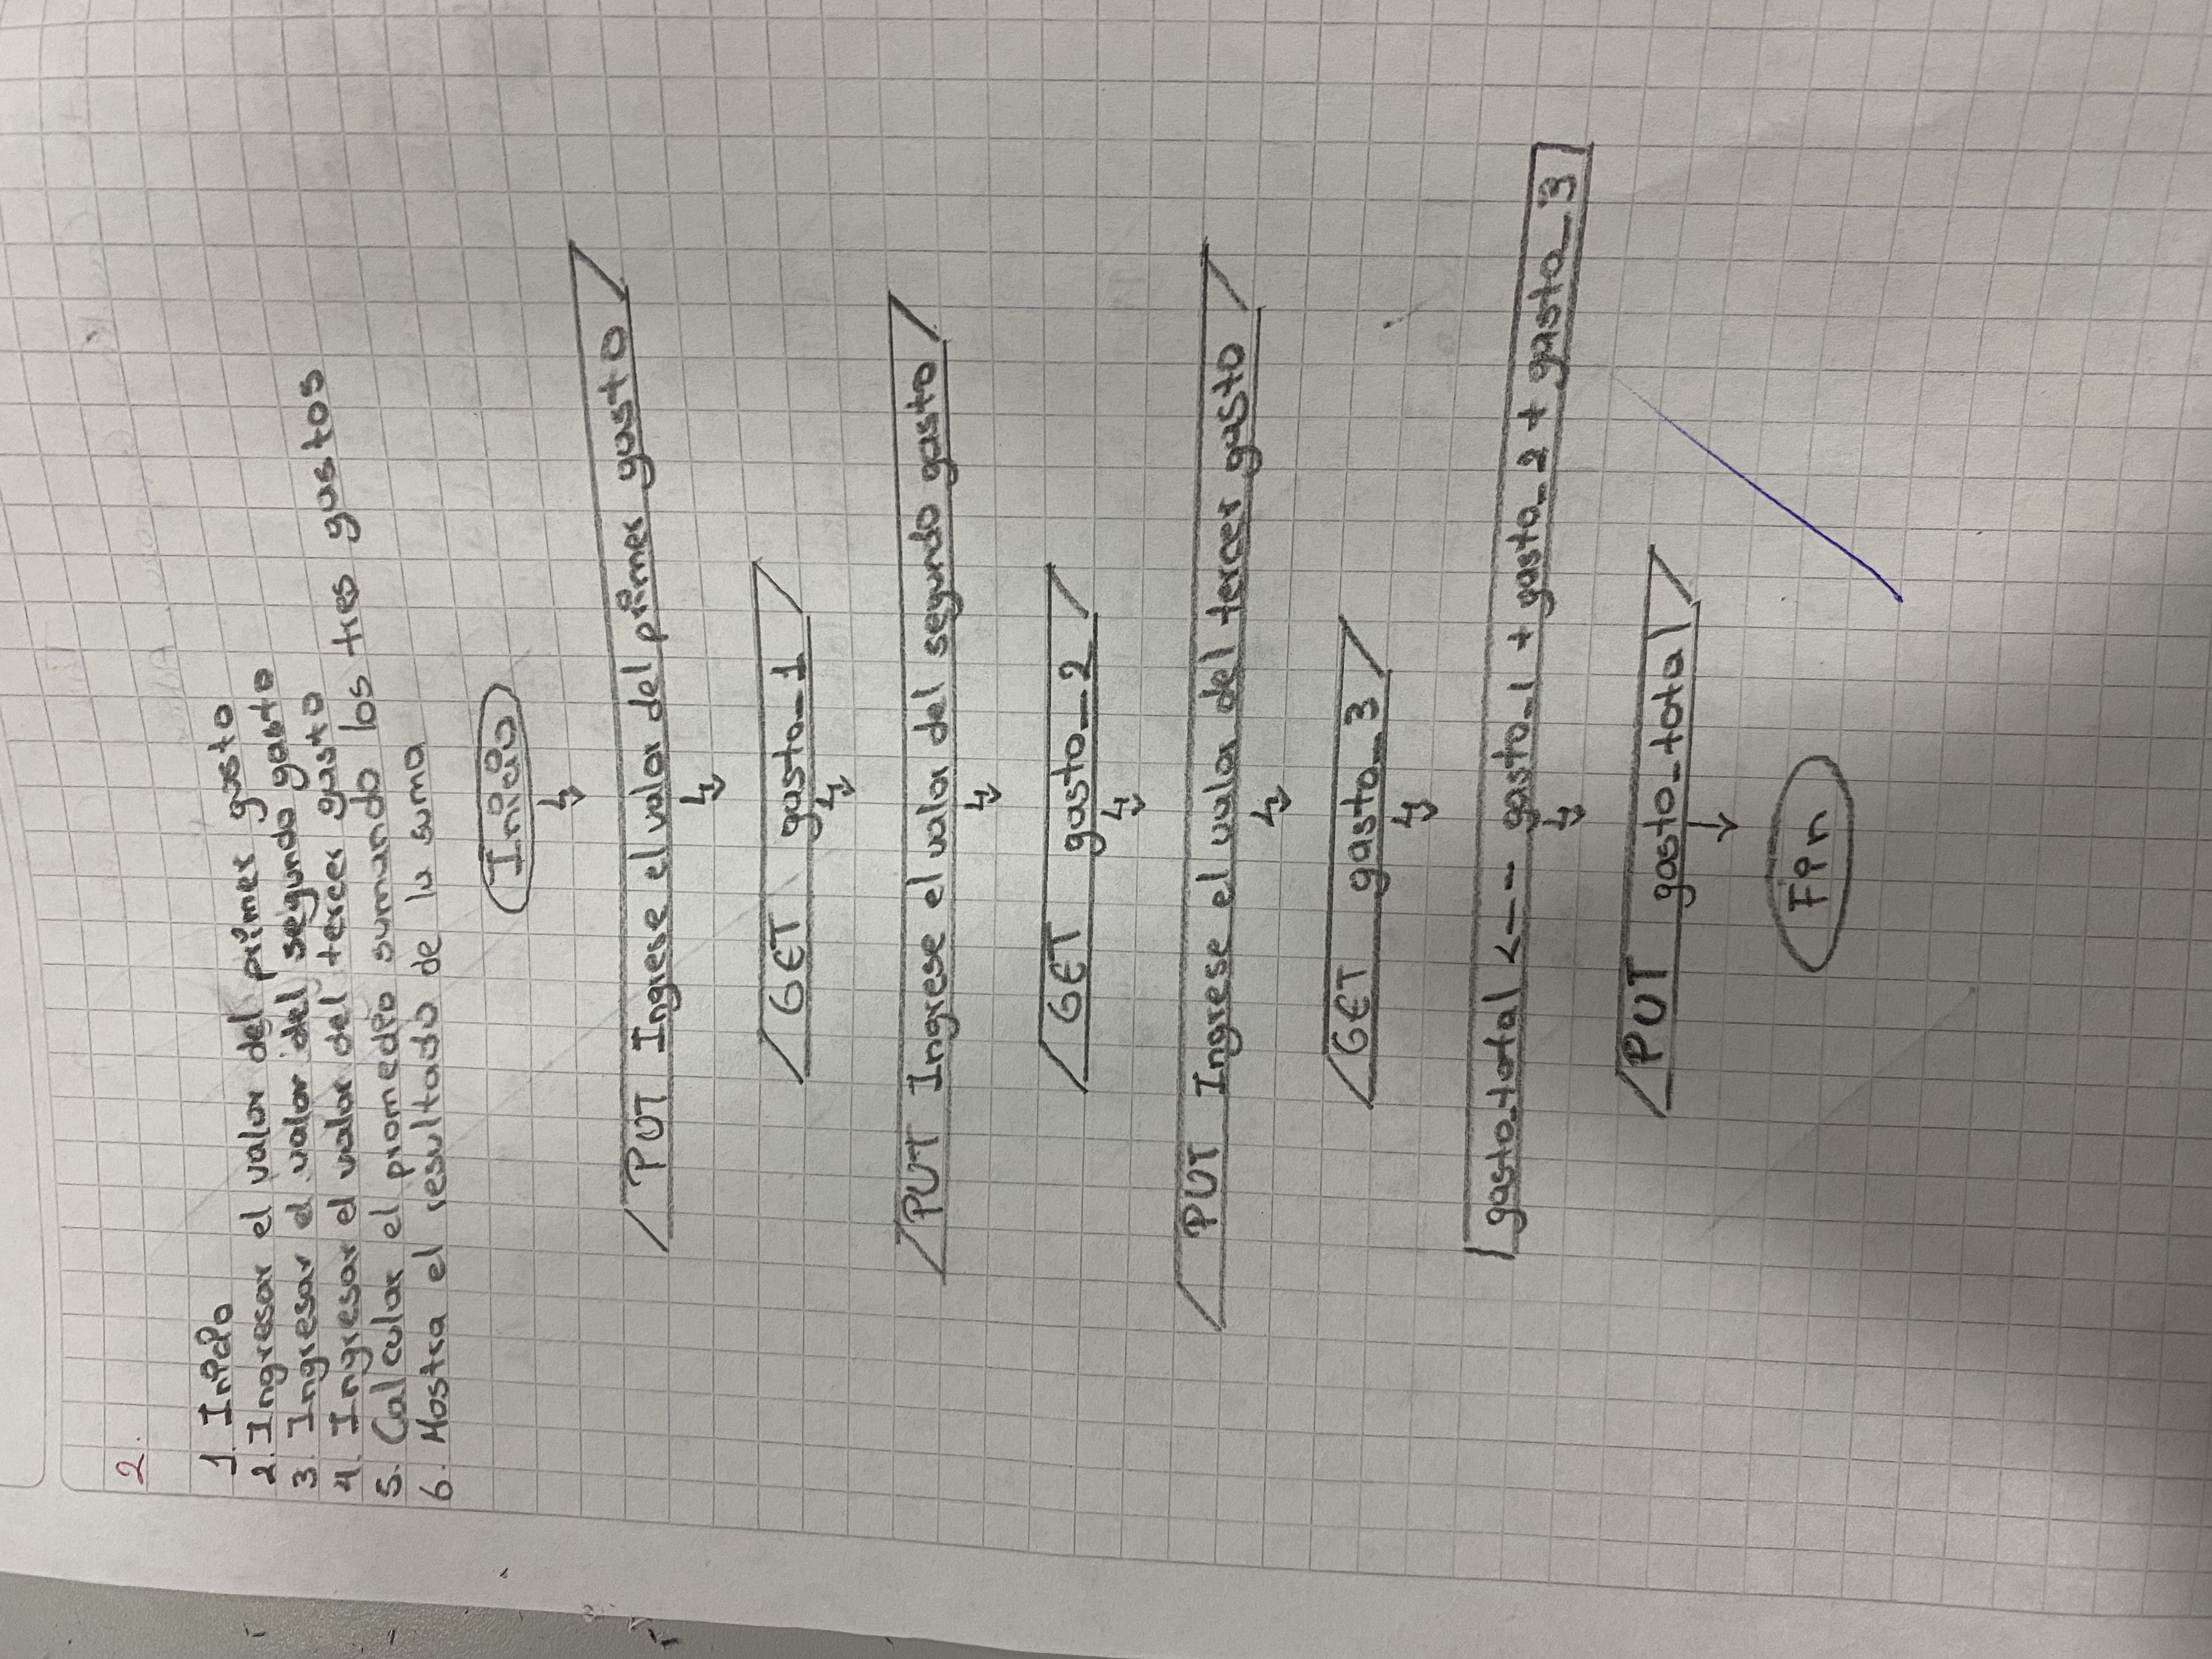 2.
1. Inicio
2. Ingresar el valor del primer gasto
3. Ingresar el valor del segundo gasto
4. Ingresar el valor del tercer gasto
5. Calcular el promedio sumando los tres gastos
6. Mostra el resultado de la suma
Inicio
PUT Ingrese el valor del primer gasto
GET gasto_1
PUT Ingrese el valor del segundo gasto
GET gasto_2
PUT Ingrese el valor del tercer gasto
GET gasto_3
gasto_total <-- gasto_1 + gasto_2 + gasto_3
PUT gasto_total
Fin